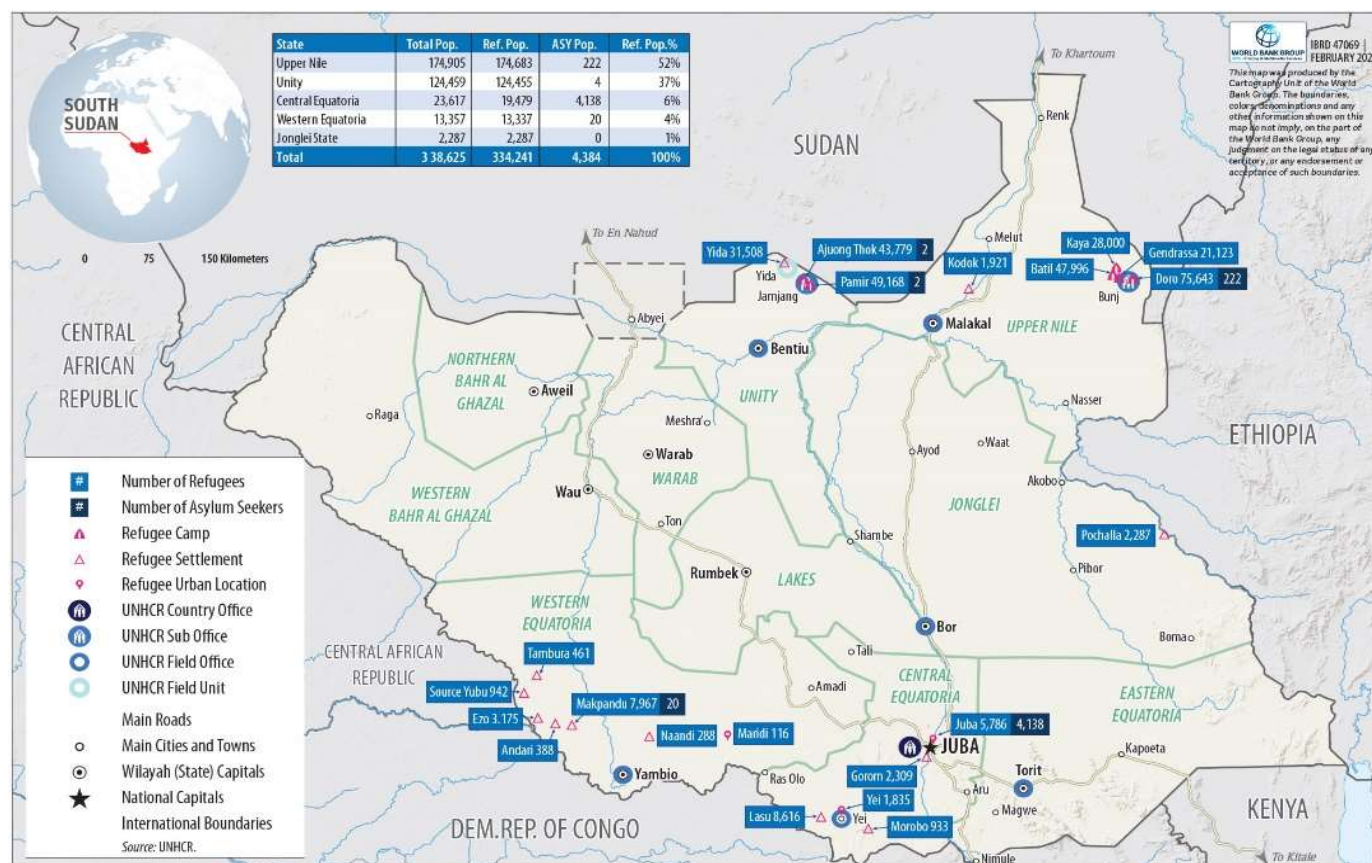 State Total Pop. Ref. Pop. ASY Pop. Ref. Pop.%
Upper Nile 174,905 174,683 222 52%
Unity 124,459 124,455 4 37%
Central Equatoria 23,617 19,479 4,138 6%
Western Equatoria 13,357 13,337 20 4%
Jonglei State 2,287 2,287 0 1%
Total 3 38,625 334,241 4,384 100%
SOUTH
SUDAN
WORLD BANK GROUP
IBRD 47069 |
FEBRUARY 202
This map was produced by the
Cartography Unit of the World
Bank Group. The boundaries,
colors, denominations and any
other information shown on this
map do not imply, on the part of
the World Bank Group, any
judgment on the legal status of any
territory, or any endorsement or
acceptance of such boundaries.
To Khartoum
Renk
SUDAN
To En Nahud
0 75 150 Kilometers
Yida 31,508
Ajuong Thok 43,779 2
Yida
Pamir 49,168 2
Jamjang
Melut
Kodok 1,921
Kaya 28,000
Gendrassa 21,123
Batil 47,996
Doro 75,643 222
Bunj
CENTRAL
AFRICAN
REPUBLIC
Abyei
Malakal
UPPER NILE
Bentiu
NORTHERN
BAHR AL
GHAZAL
Aweil
UNITY
Raga
Meshra'
Nasser
ETHIOPIA
Warab
WARAB
Ayod
Waat
Wau
WESTERN
BAHR AL GHAZAL
Akobo
JONGLEI
Ton
Shambe
Pochalla 2,287
Rumbek
LAKES
Pibor
WESTERN
EQUATORIA
Bor
Boma
CENTRAL AFRICAN
REPUBLIC
Tambura 461
Tali
CENTRAL
EQUATORIA
Source Yubu 942
Makpandu 7,967 20
Amadi
EASTERN
EQUATORIA
Ezo 3.175
Andari 388
Naandi 288
Maridi 116
Juba 5,786 4,138
JUBA
Kapoeta
Yambio
Ras Olo
Gorom 2,309
Torit
Yei 1,835
Aru
Magwe
Lasu 8,616
Yei
Morobo 933
KENYA
DEM.REP. OF CONGO
Nimule
To Kitale
# Number of Refugees
# Number of Asylum Seekers
Refugee Camp
Refugee Settlement
Refugee Urban Location
UNHCR Country Office
UNHCR Sub Office
UNHCR Field Office
UNHCR Field Unit
Main Roads
Main Cities and Towns
Wilayah (State) Capitals
National Capitals
International Boundaries
Source: UNHCR.